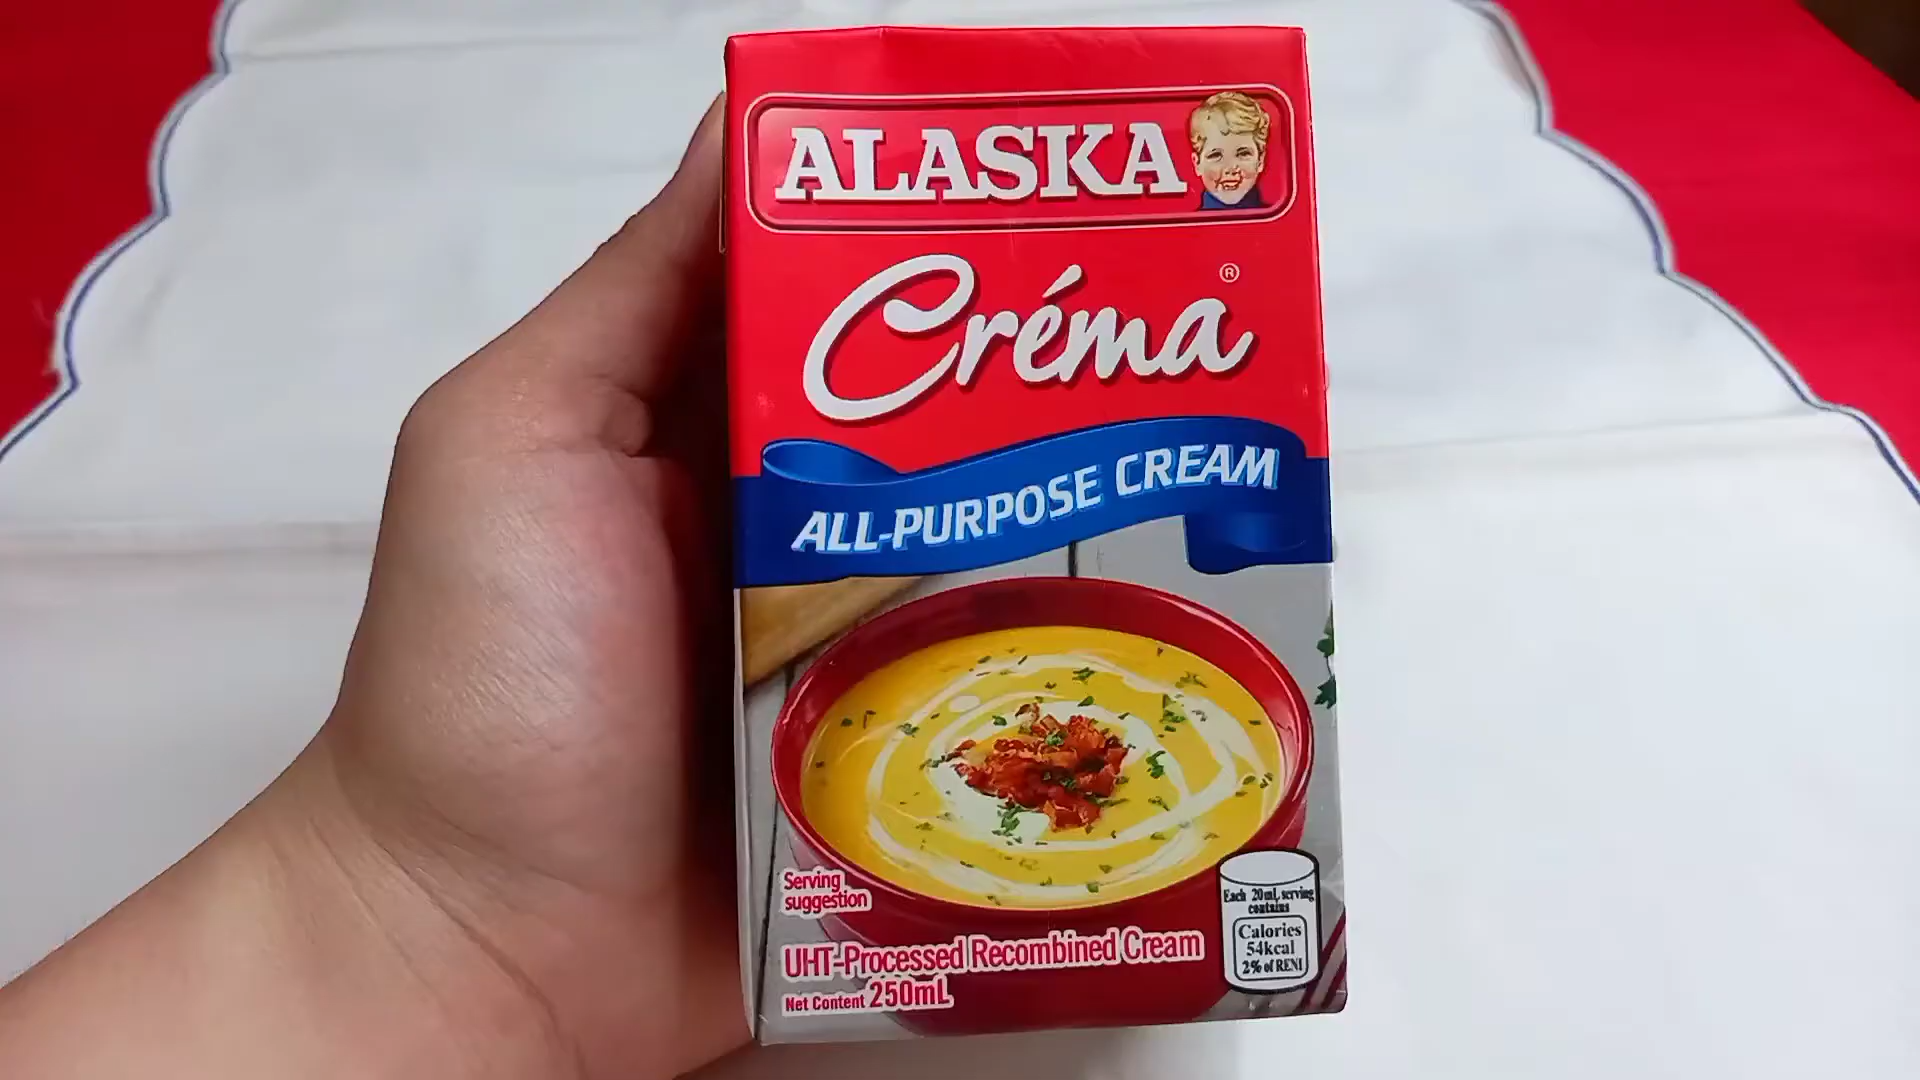 ALASKA
Créma®
ALL-PURPOSE CREAM
Serving
suggestion
Each 20mL serving
contains
Calories
54kcal
2% of RENI
UHT-Processed Recombined Cream
Net Content 250mL